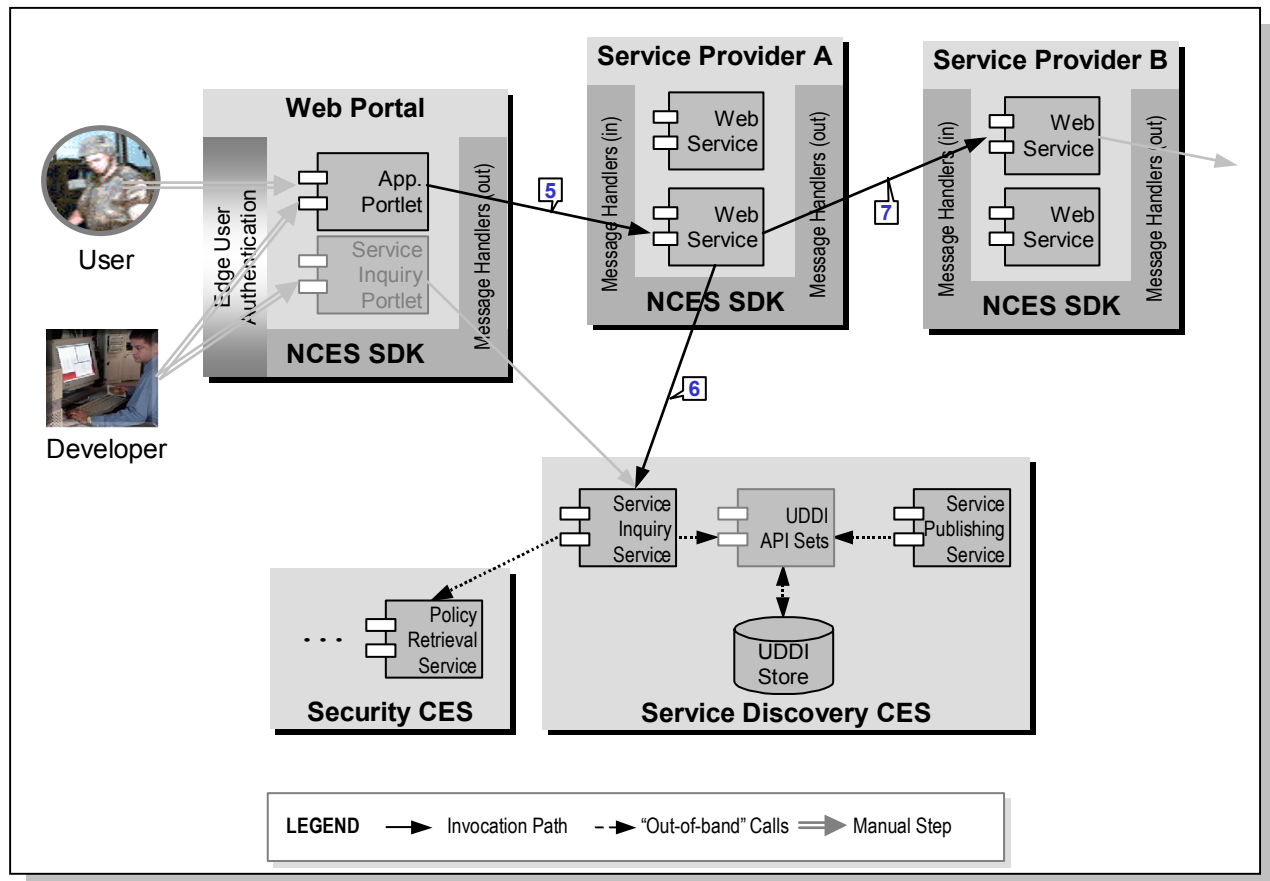 Service Provider A
Service Provider B
Web Portal
Message Handlers (in)
Web
Service
Message Handlers (out)
Message Handlers (in)
Web
Service
Message Handlers (out)
Edge User
Authentication
App.
Portlet
Message Handlers (out)
5
Web
Service
7
Web
Service
User
Service
Inquiry
Portlet
NCES SDK
NCES SDK
NCES SDK
6
Developer
Service
Inquiry
Service
UDDI
API Sets
Service
Publishing
Service
. . .
Policy
Retrieval
Service
UDDI
Store
Security CES
Service Discovery CES
LEGEND Invocation Path "Out-of-band" Calls Manual Step